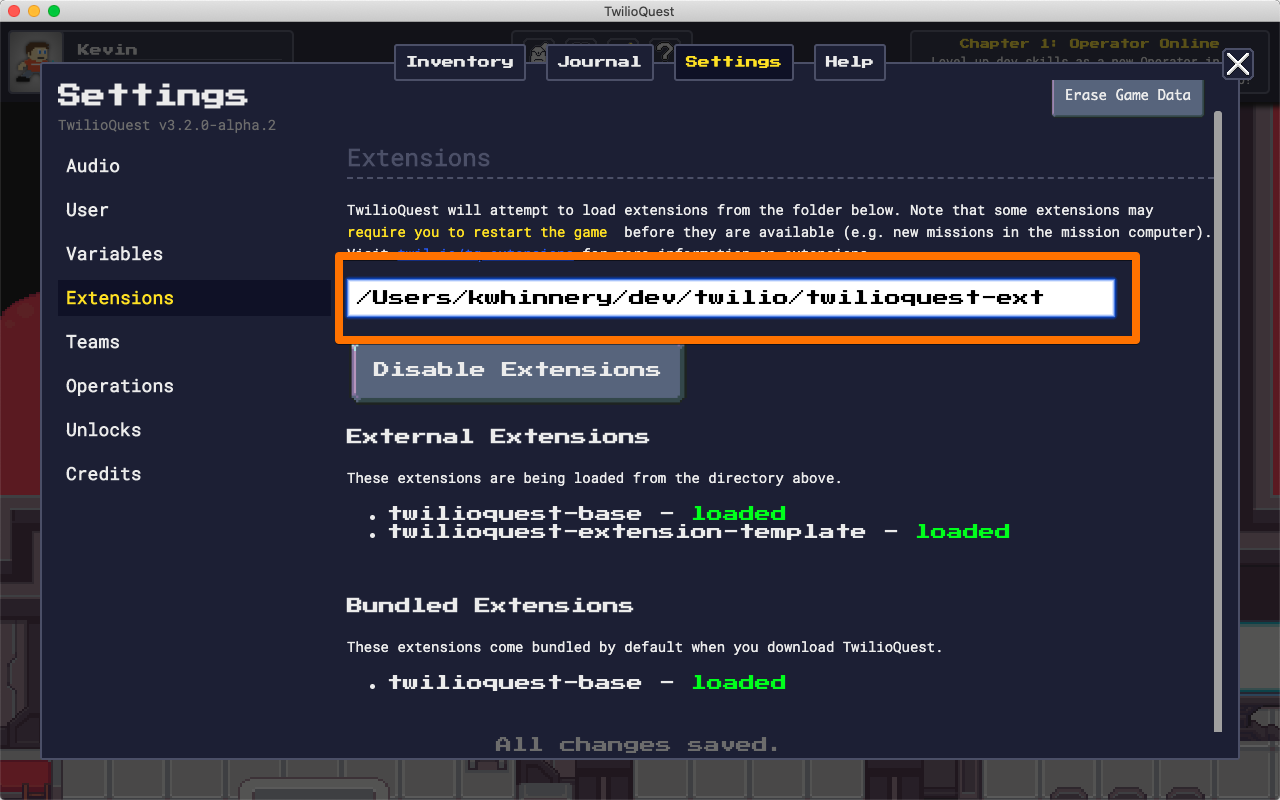 TwilioQuest
Kevin
Inventory
Journal
Settings
Help
Chapter 1: Operator Online
Level up dev skills as a new Operator in
Settings
TwilioQuest v3.2.0-alpha.2
Erase Game Data
Audio
User
Variables
Extensions
Teams
Operations
Unlocks
Credits
Extensions
TwilioQuest will attempt to load extensions from the folder below. Note that some extensions may
require you to restart the game before they are available (e.g. new missions in the mission computer).
Visit twil.io/tq-extensions for more information on extensions.
/Users/kwhinnery/dev/twilio/twilioquest-ext
Disable Extensions
External Extensions
These extensions are being loaded from the directory above.
• twilioquest-base - loaded
• twilioquest-extension-template - loaded
Bundled Extensions
These extensions come bundled by default when you download TwilioQuest.
• twilioquest-base - loaded
All changes saved.